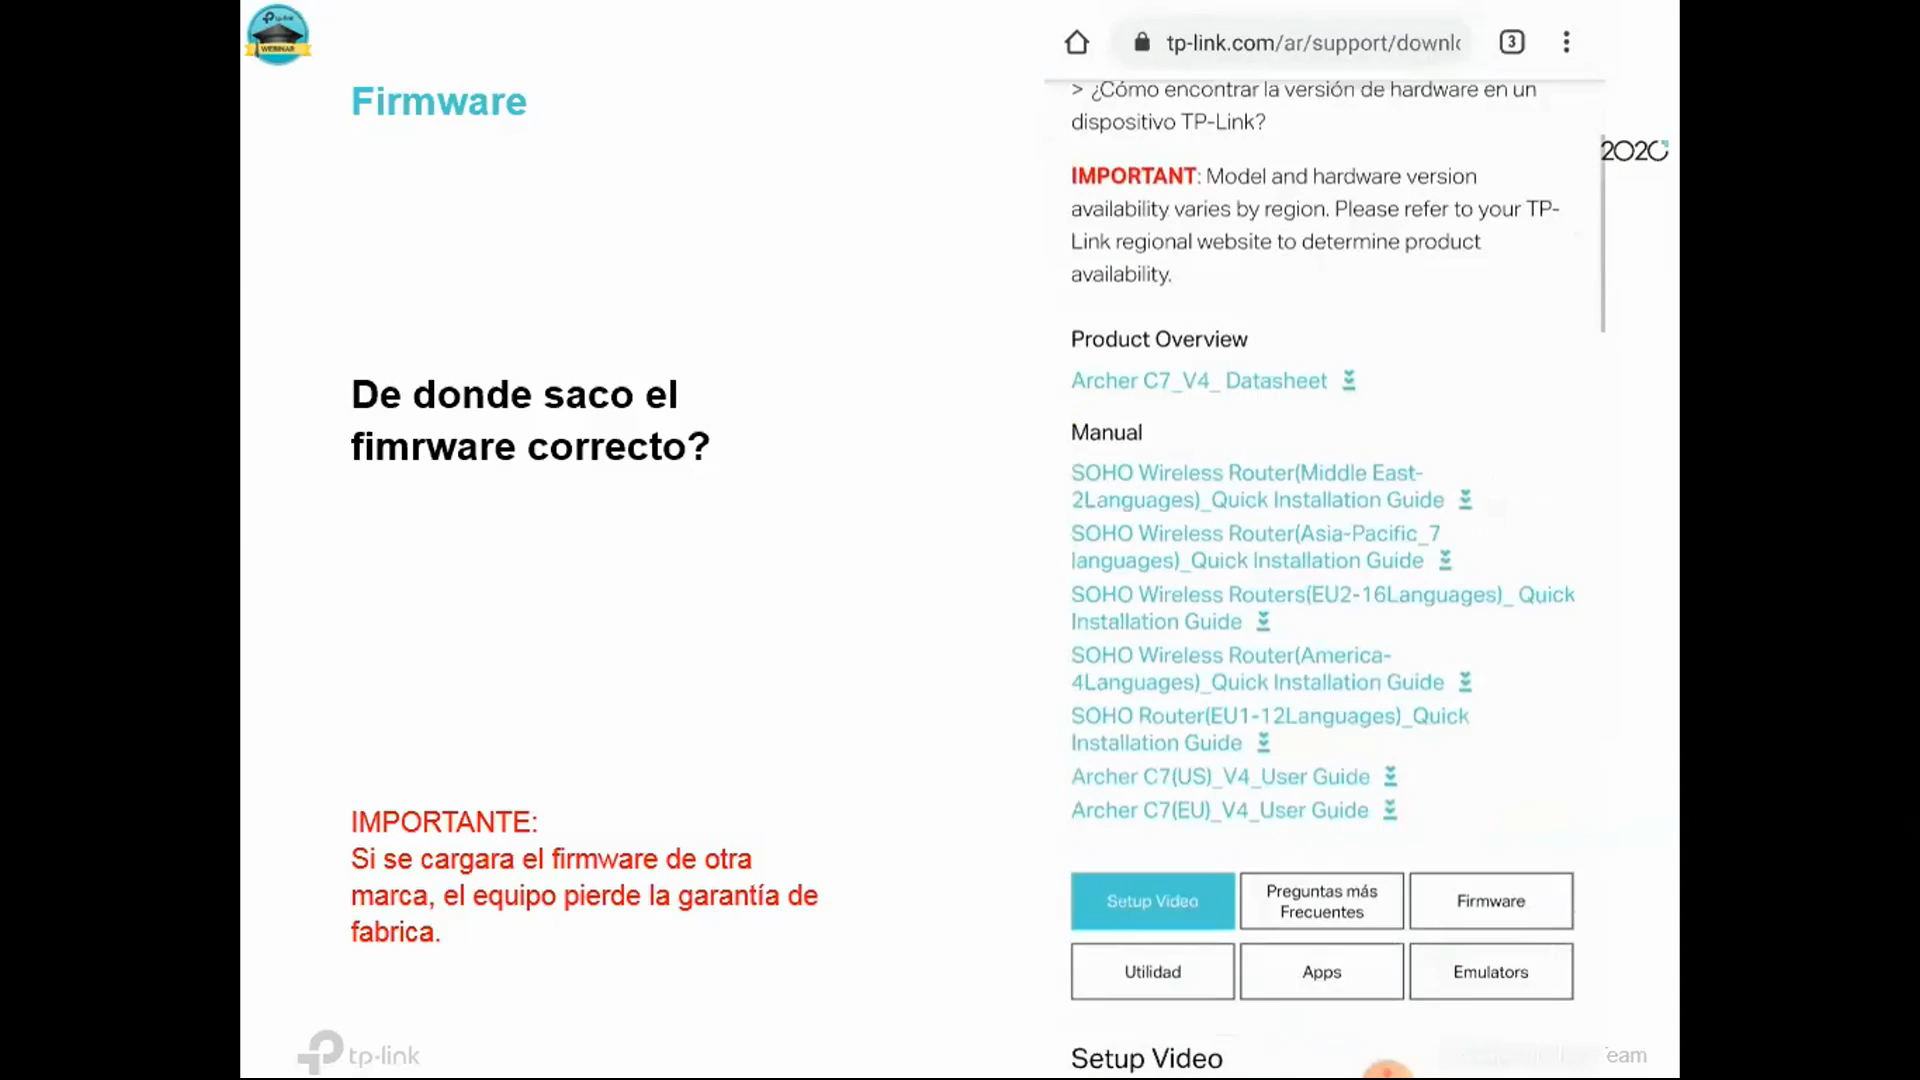 tp-link
WEBINAR
Firmware
De donde saco el
fimrware correcto?
IMPORTANTE:
Si se cargara el firmware de otra
marca, el equipo pierde la garantía de
fabrica.
tp-link
tp-link.com/ar/support/downlo
3
> ¿Cómo encontrar la versión de hardware en un
dispositivo TP-Link?
IMPORTANT: Model and hardware version
availability varies by region. Please refer to your TP-
Link regional website to determine product
availability.
2020
Product Overview
Archer C7_V4_ Datasheet
Manual
SOHO Wireless Router(Middle East-
2Languages)_Quick Installation Guide
SOHO Wireless Router(Asia-Pacific_7
languages)_Quick Installation Guide
SOHO Wireless Routers(EU2-16Languages)_ Quick
Installation Guide
SOHO Wireless Router(America-
4Languages)_Quick Installation Guide
SOHO Router(EU1-12Languages)_Quick
Installation Guide
Archer C7(US)_V4_User Guide
Archer C7(EU)_V4_User Guide
Setup Video
Preguntas más
Frecuentes
Firmware
Utilidad
Apps
Emulators
Setup Video
Team